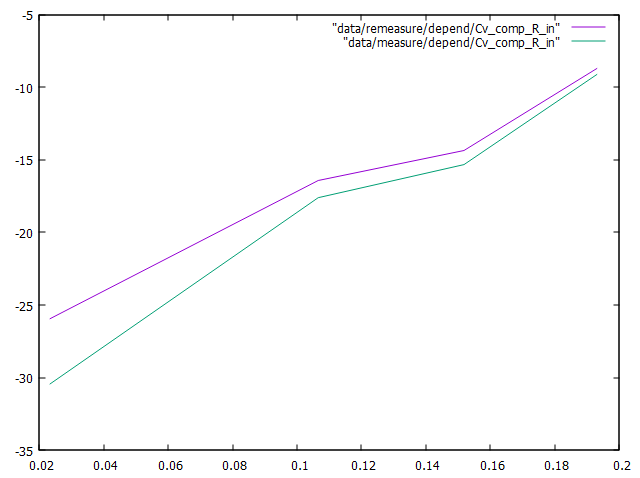 "data/remeasure/depend/Cv_comp_R_in"
"data/measure/depend/Cv_comp_R_in"
-5
-10
-15
-20
-25
-30
-35
0.02 0.04 0.06 0.08 0.1 0.12 0.14 0.16 0.18 0.2